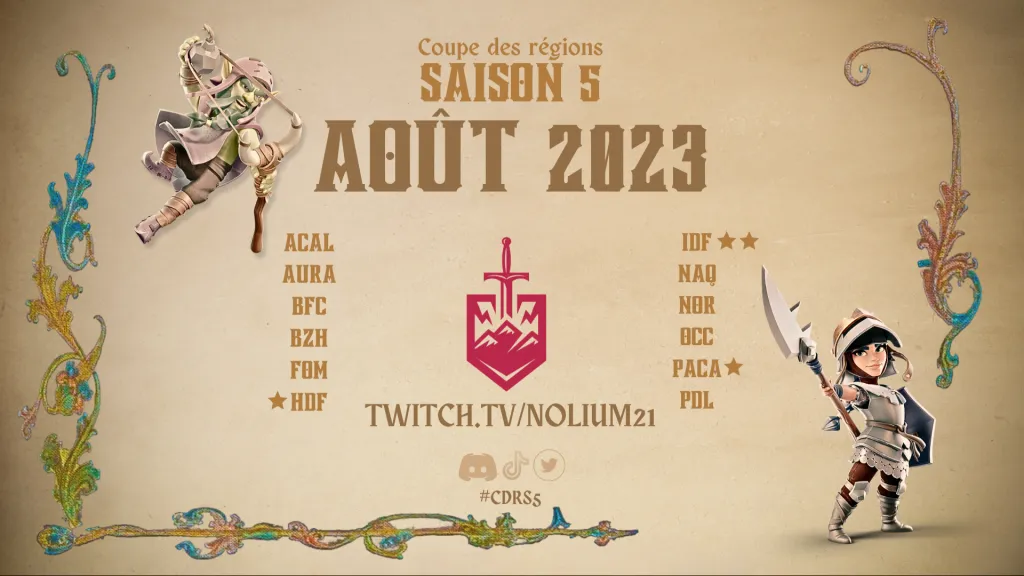 Coupe des régions
SAISON 5
AOÛT 2023
ACAL
AURA
BFC
BZH
FOM
HDF
IDF
NAQ
NOR
OCC
PACA
PDL
TWITCH.TV/NOLIUM21
#CDRS5